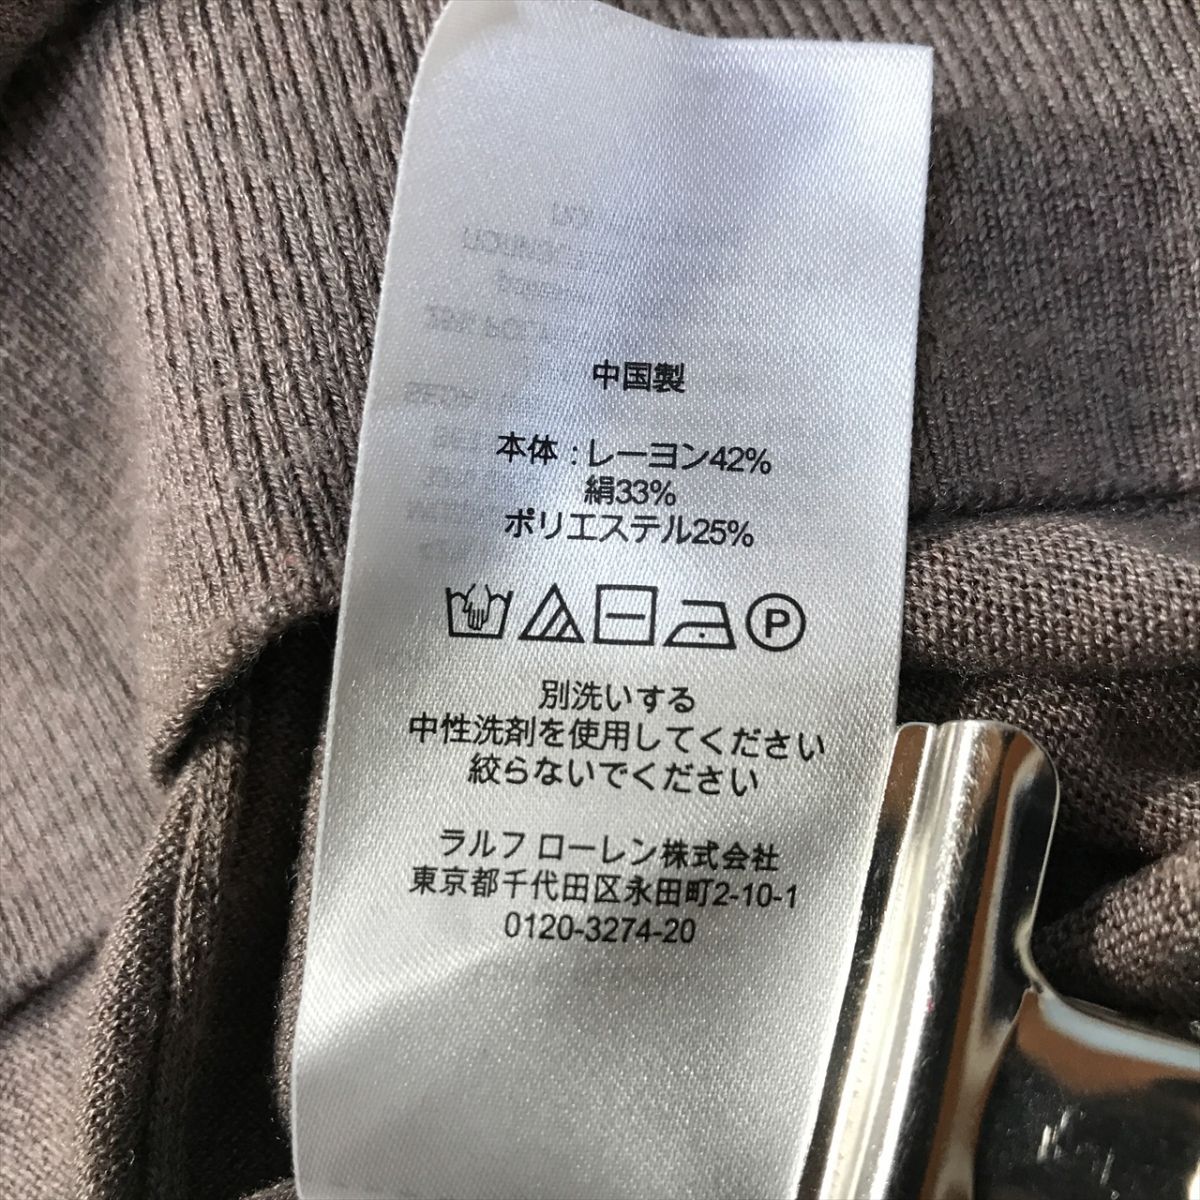 中国製
本体 : レーヨン42%
絹33%
ポリエステル25%
P
別洗いする
中性洗剤を使用してください
絞らないでください
ラルフ ローレン株式会社
東京都千代田区永田町2-10-1
0120-3274-20